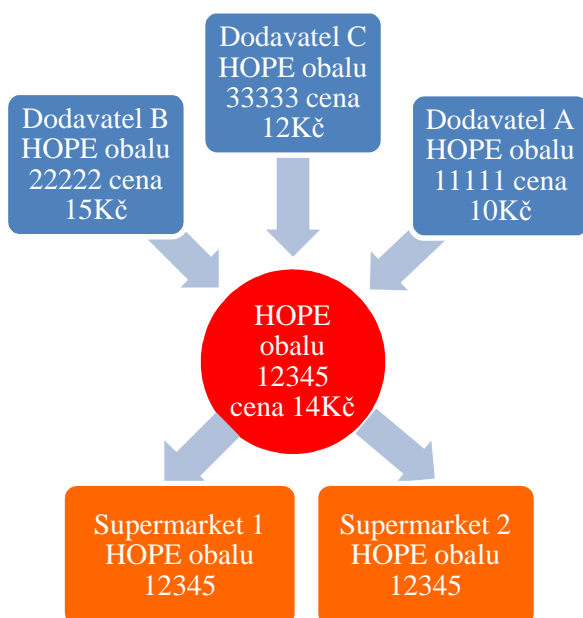 Dodavatel C
HOPE obalu
33333 cena
12Kč
Dodavatel B
HOPE obalu
22222 cena
15Kč
Dodavatel A
HOPE obalu
11111 cena
10Kč
HOPE
obalu
12345
cena 14Kč
Supermarket 1
HOPE obalu
12345
Supermarket 2
HOPE obalu
12345